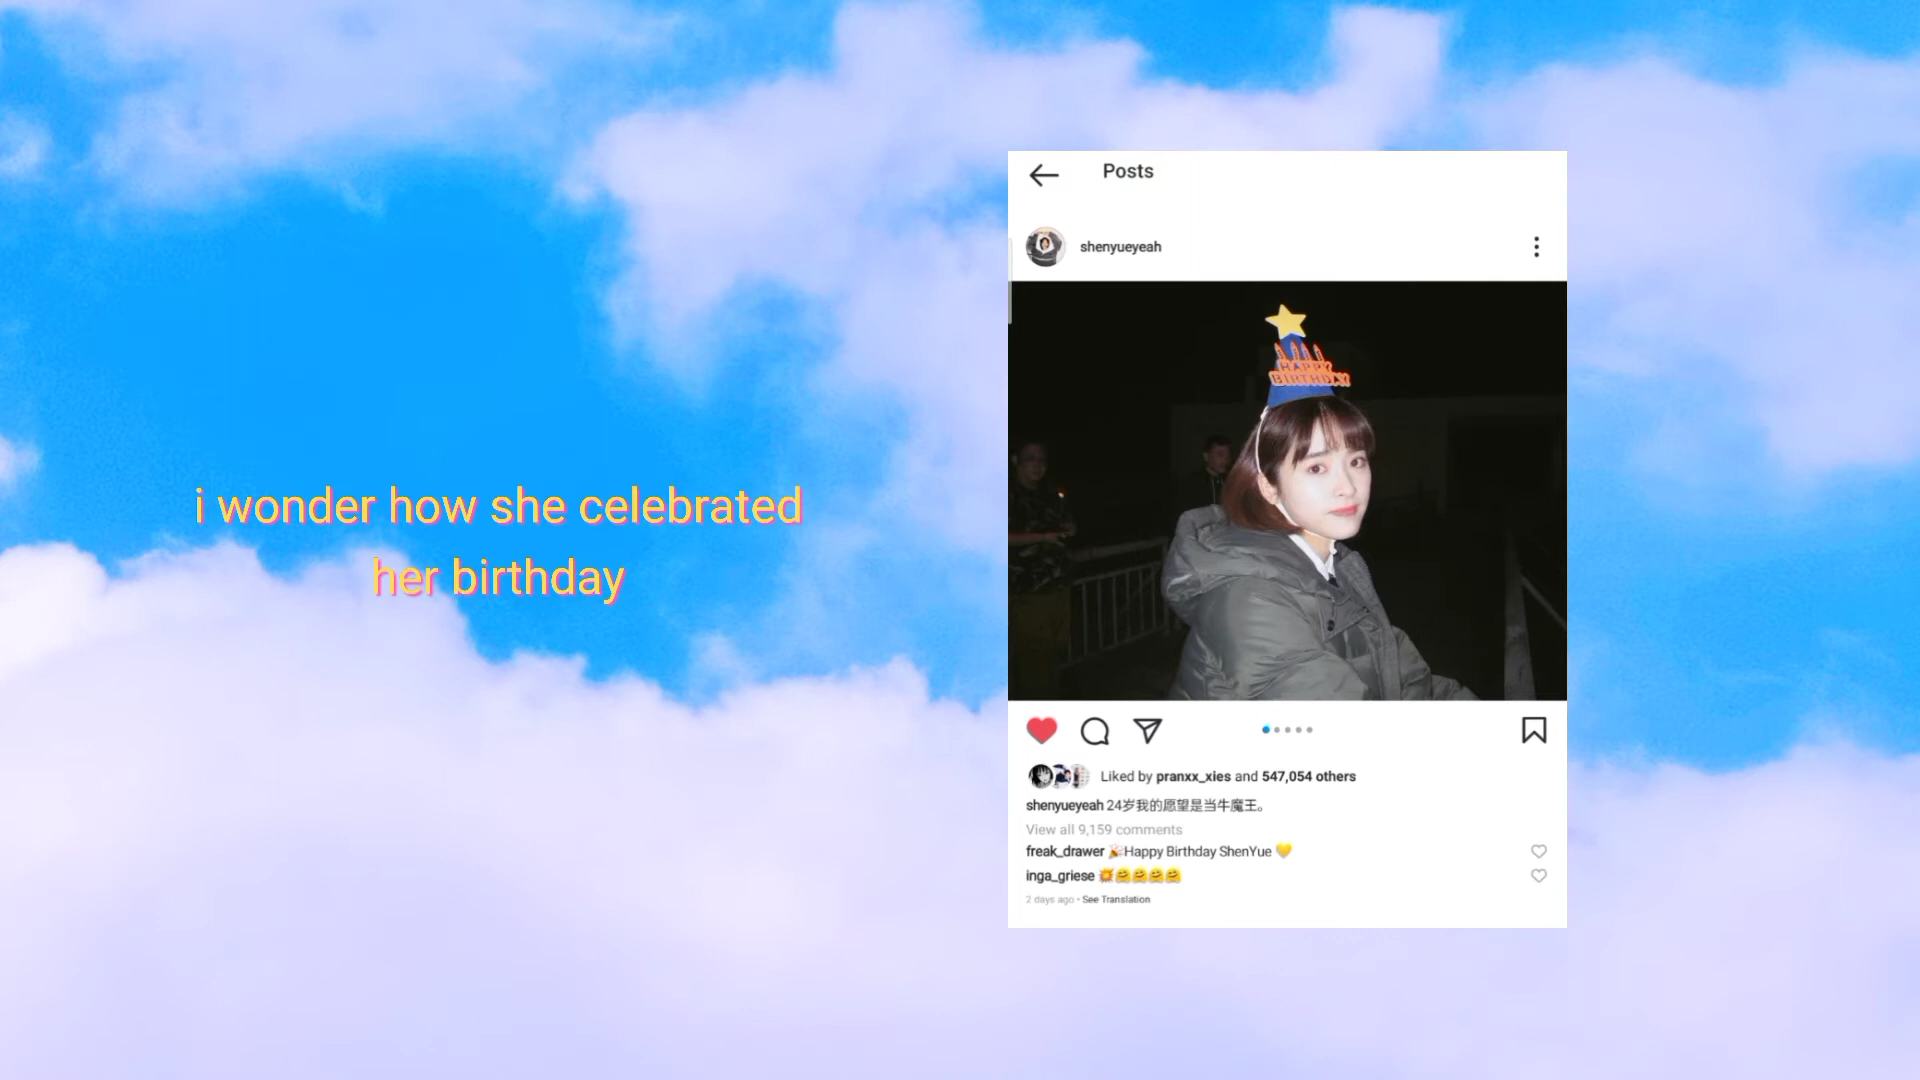 i wonder how she celebrated
her birthday
Posts
shenyueyeah
HAPPY
BIRTHDAY
Liked by pranxx_xies and 547,054 others
shenyueyeah 24岁我的愿望是当牛魔王。
View all 9,159 comments
freak_drawer 🎉Happy Birthday ShenYue 💛
inga_griese 💥🤗🤗🤗🤗
2 days ago • See Translation